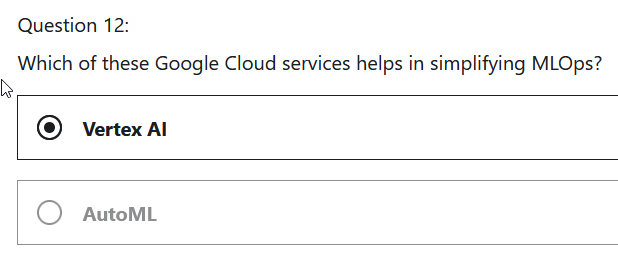 Question 12:
Which of these Google Cloud services helps in simplifying MLOps?
Vertex AI
AutoML